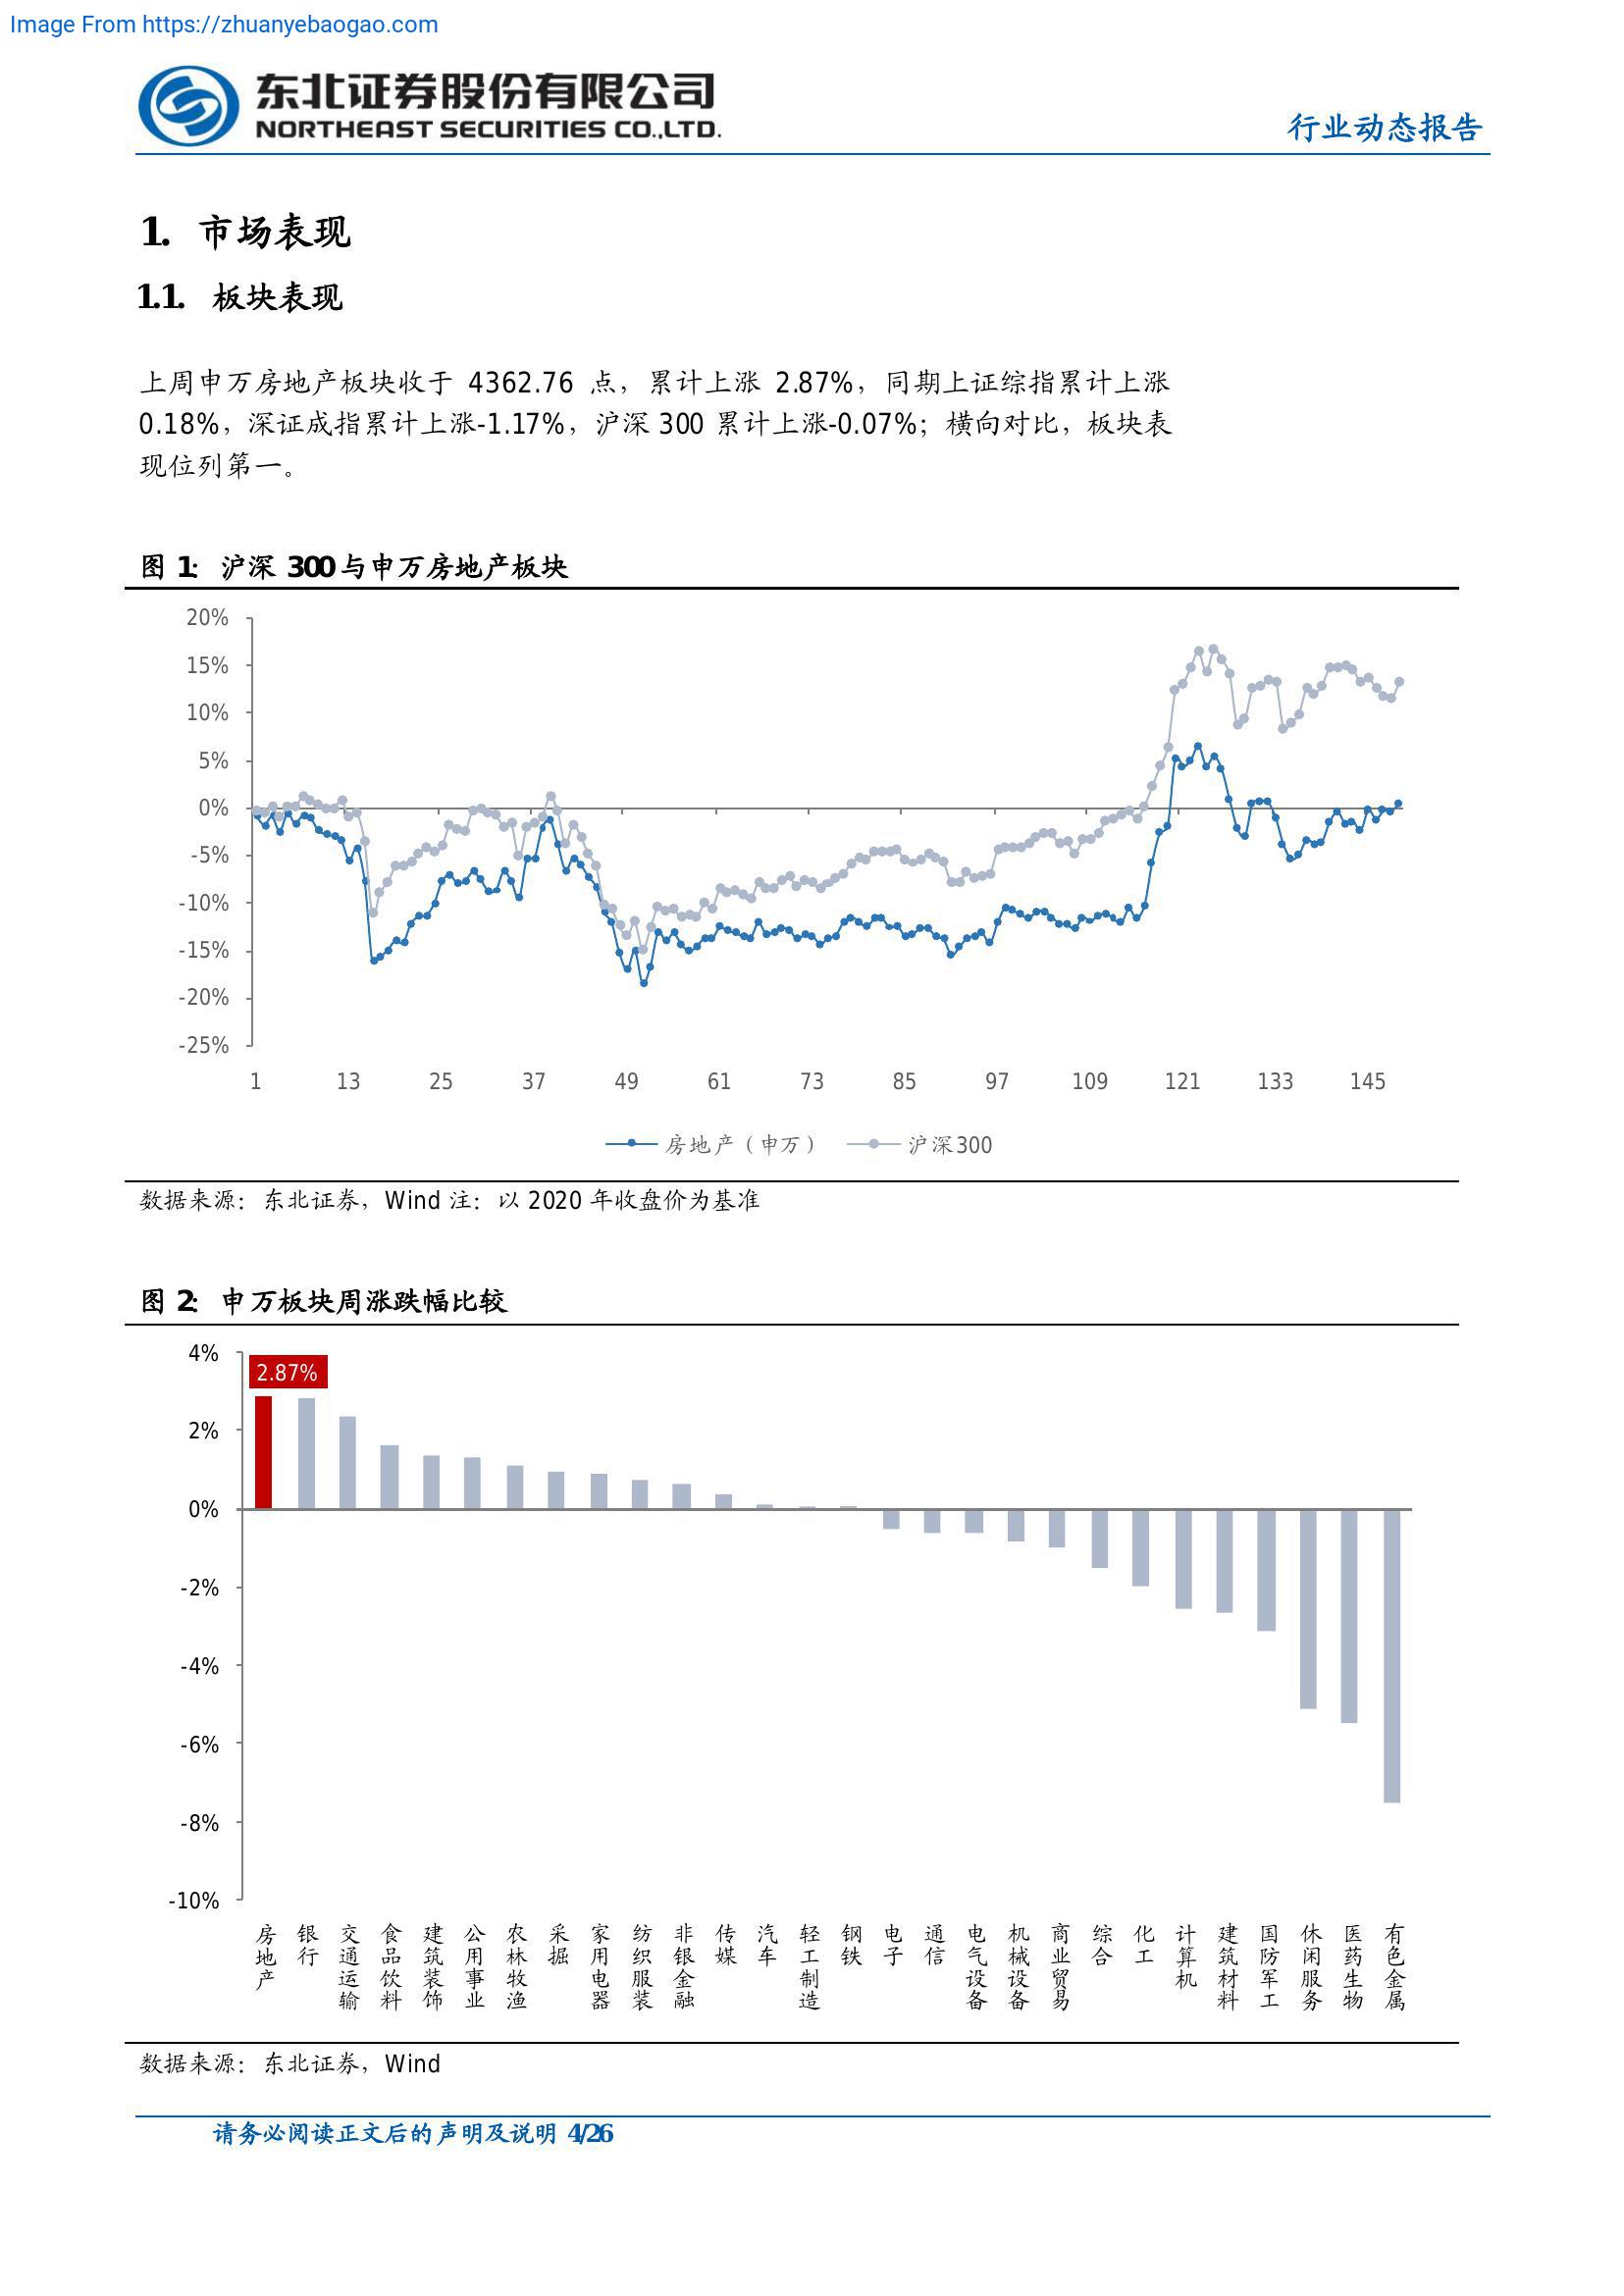 Image From https://zhuanyebaogao.com
东北证券股份有限公司
NORTHEAST SECURITIES CO.,LTD.
行业动态报告
1. 市场表现
1.1. 板块表现
上周申万房地产板块收于 4362.76 点，累计上涨 2.87%，同期上证综指累计上涨
0.18%，深证成指累计上涨-1.17%，沪深 300 累计上涨-0.07%；横向对比，板块表
现位列第一。
图 1: 沪深 300与申万房地产板块
20%
15%
10%
5%
0%
-5%
-10%
-15%
-20%
-25%
1 13 25 37 49 61 73 85 97 109 121 133 145
房地产（申万） 沪深300
数据来源：东北证券，Wind 注：以 2020 年收盘价为基准
图 2: 申万板块周涨跌幅比较
4%
2.87%
2%
0%
-2%
-4%
-6%
-8%
-10%
房地产
银行
交通运输
食品饮料
建筑装饰
公用事业
农林牧渔
采掘
家用电器
纺织服装
非银金融
传媒
汽车
轻工制造
钢铁
电子
通信
电气设备
机械设备
商业贸易
综合
化工
计算机
建筑材料
国防军工
休闲服务
医药生物
有色金属
数据来源：东北证券，Wind
请务必阅读正文后的声明及说明 4/26